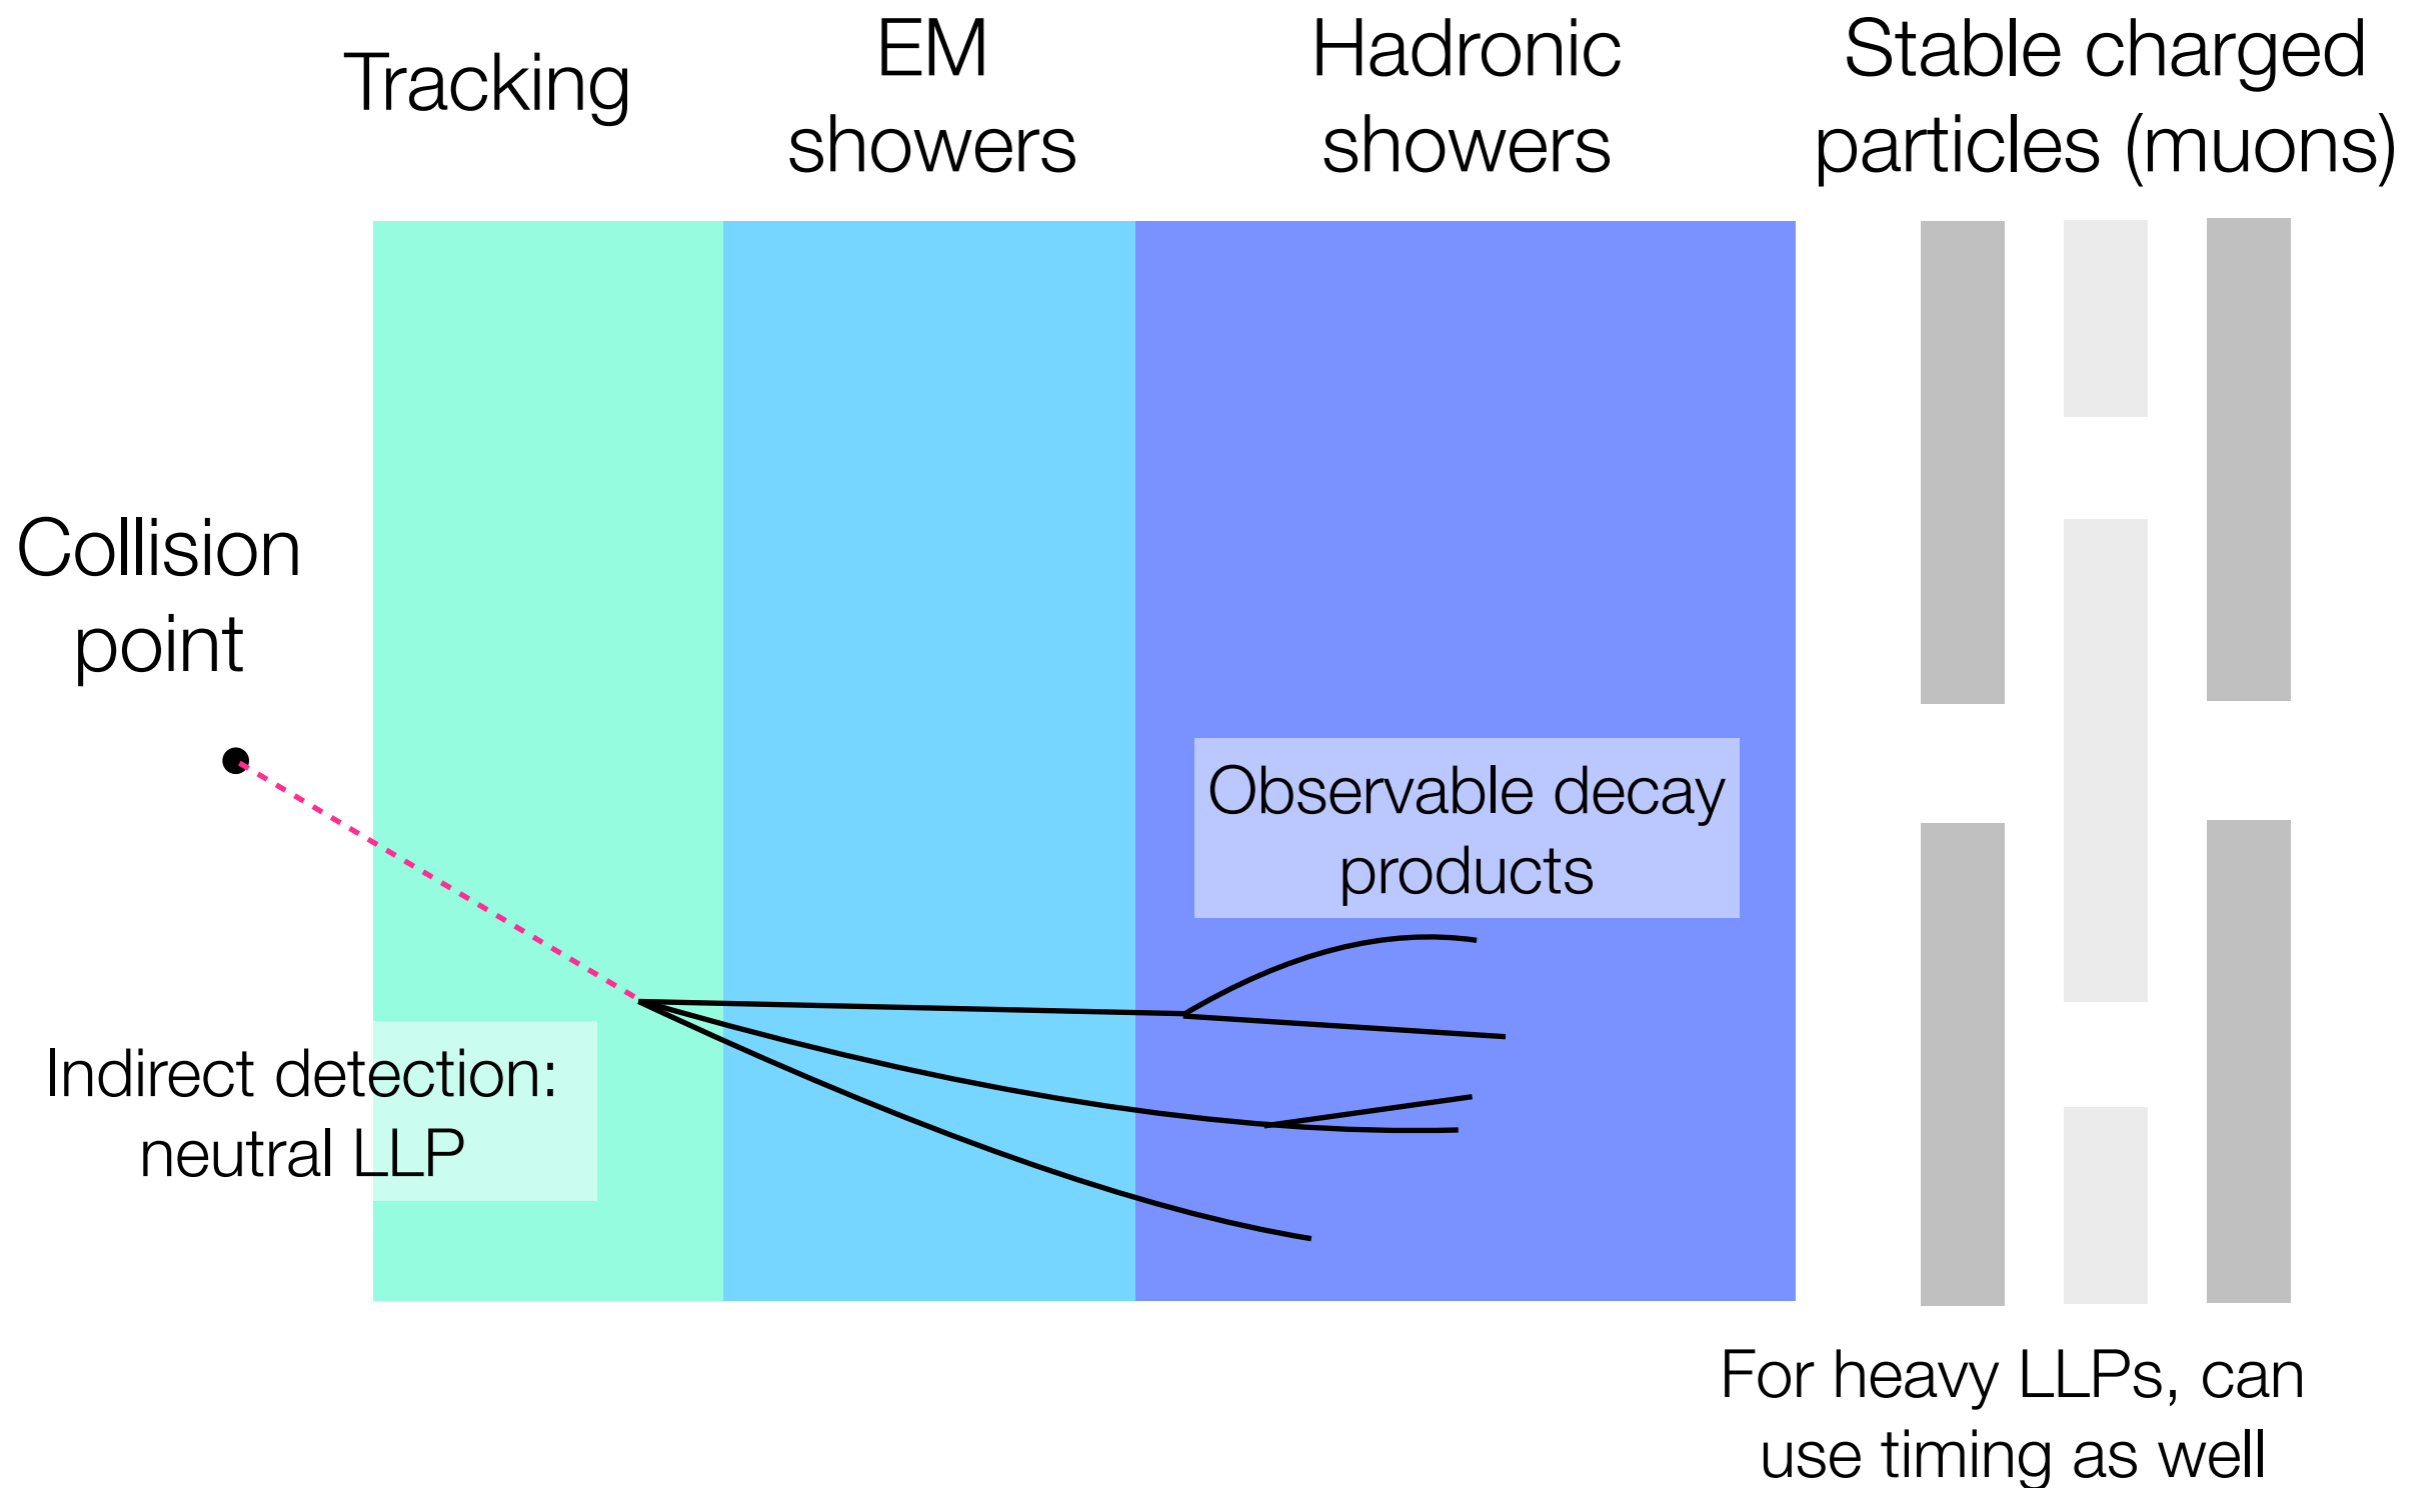 Tracking
EM
showers
Hadronic
showers
Stable charged
particles (muons)
Collision
point
Observable decay
products
Indirect detection:
neutral LLP
For heavy LLPs, can
use timing as well